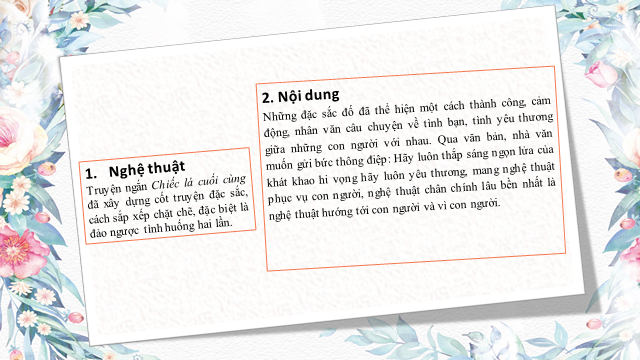 1. Nghệ thuật
Truyện ngắn Chiếc lá cuối cùng
đã xây dựng cốt truyện đặc sắc,
cách sắp xếp chặt chẽ, đặc biệt là
đảo ngược tình huống hai lần.
2. Nội dung
Những đặc sắc đó đã thể hiện một cách thành công, cảm
động, nhân văn câu chuyện về tình bạn, tình yêu thương
giữa những con người với nhau. Qua văn bản, nhà văn
muốn gửi bức thông điệp: Hãy luôn thắp sáng ngọn lửa của
khát khao hi vọng hãy luôn yêu thương, mang nghệ thuật
phục vụ con người, nghệ thuật chân chính lâu bền nhất là
nghệ thuật hướng tới con người và vì con người.